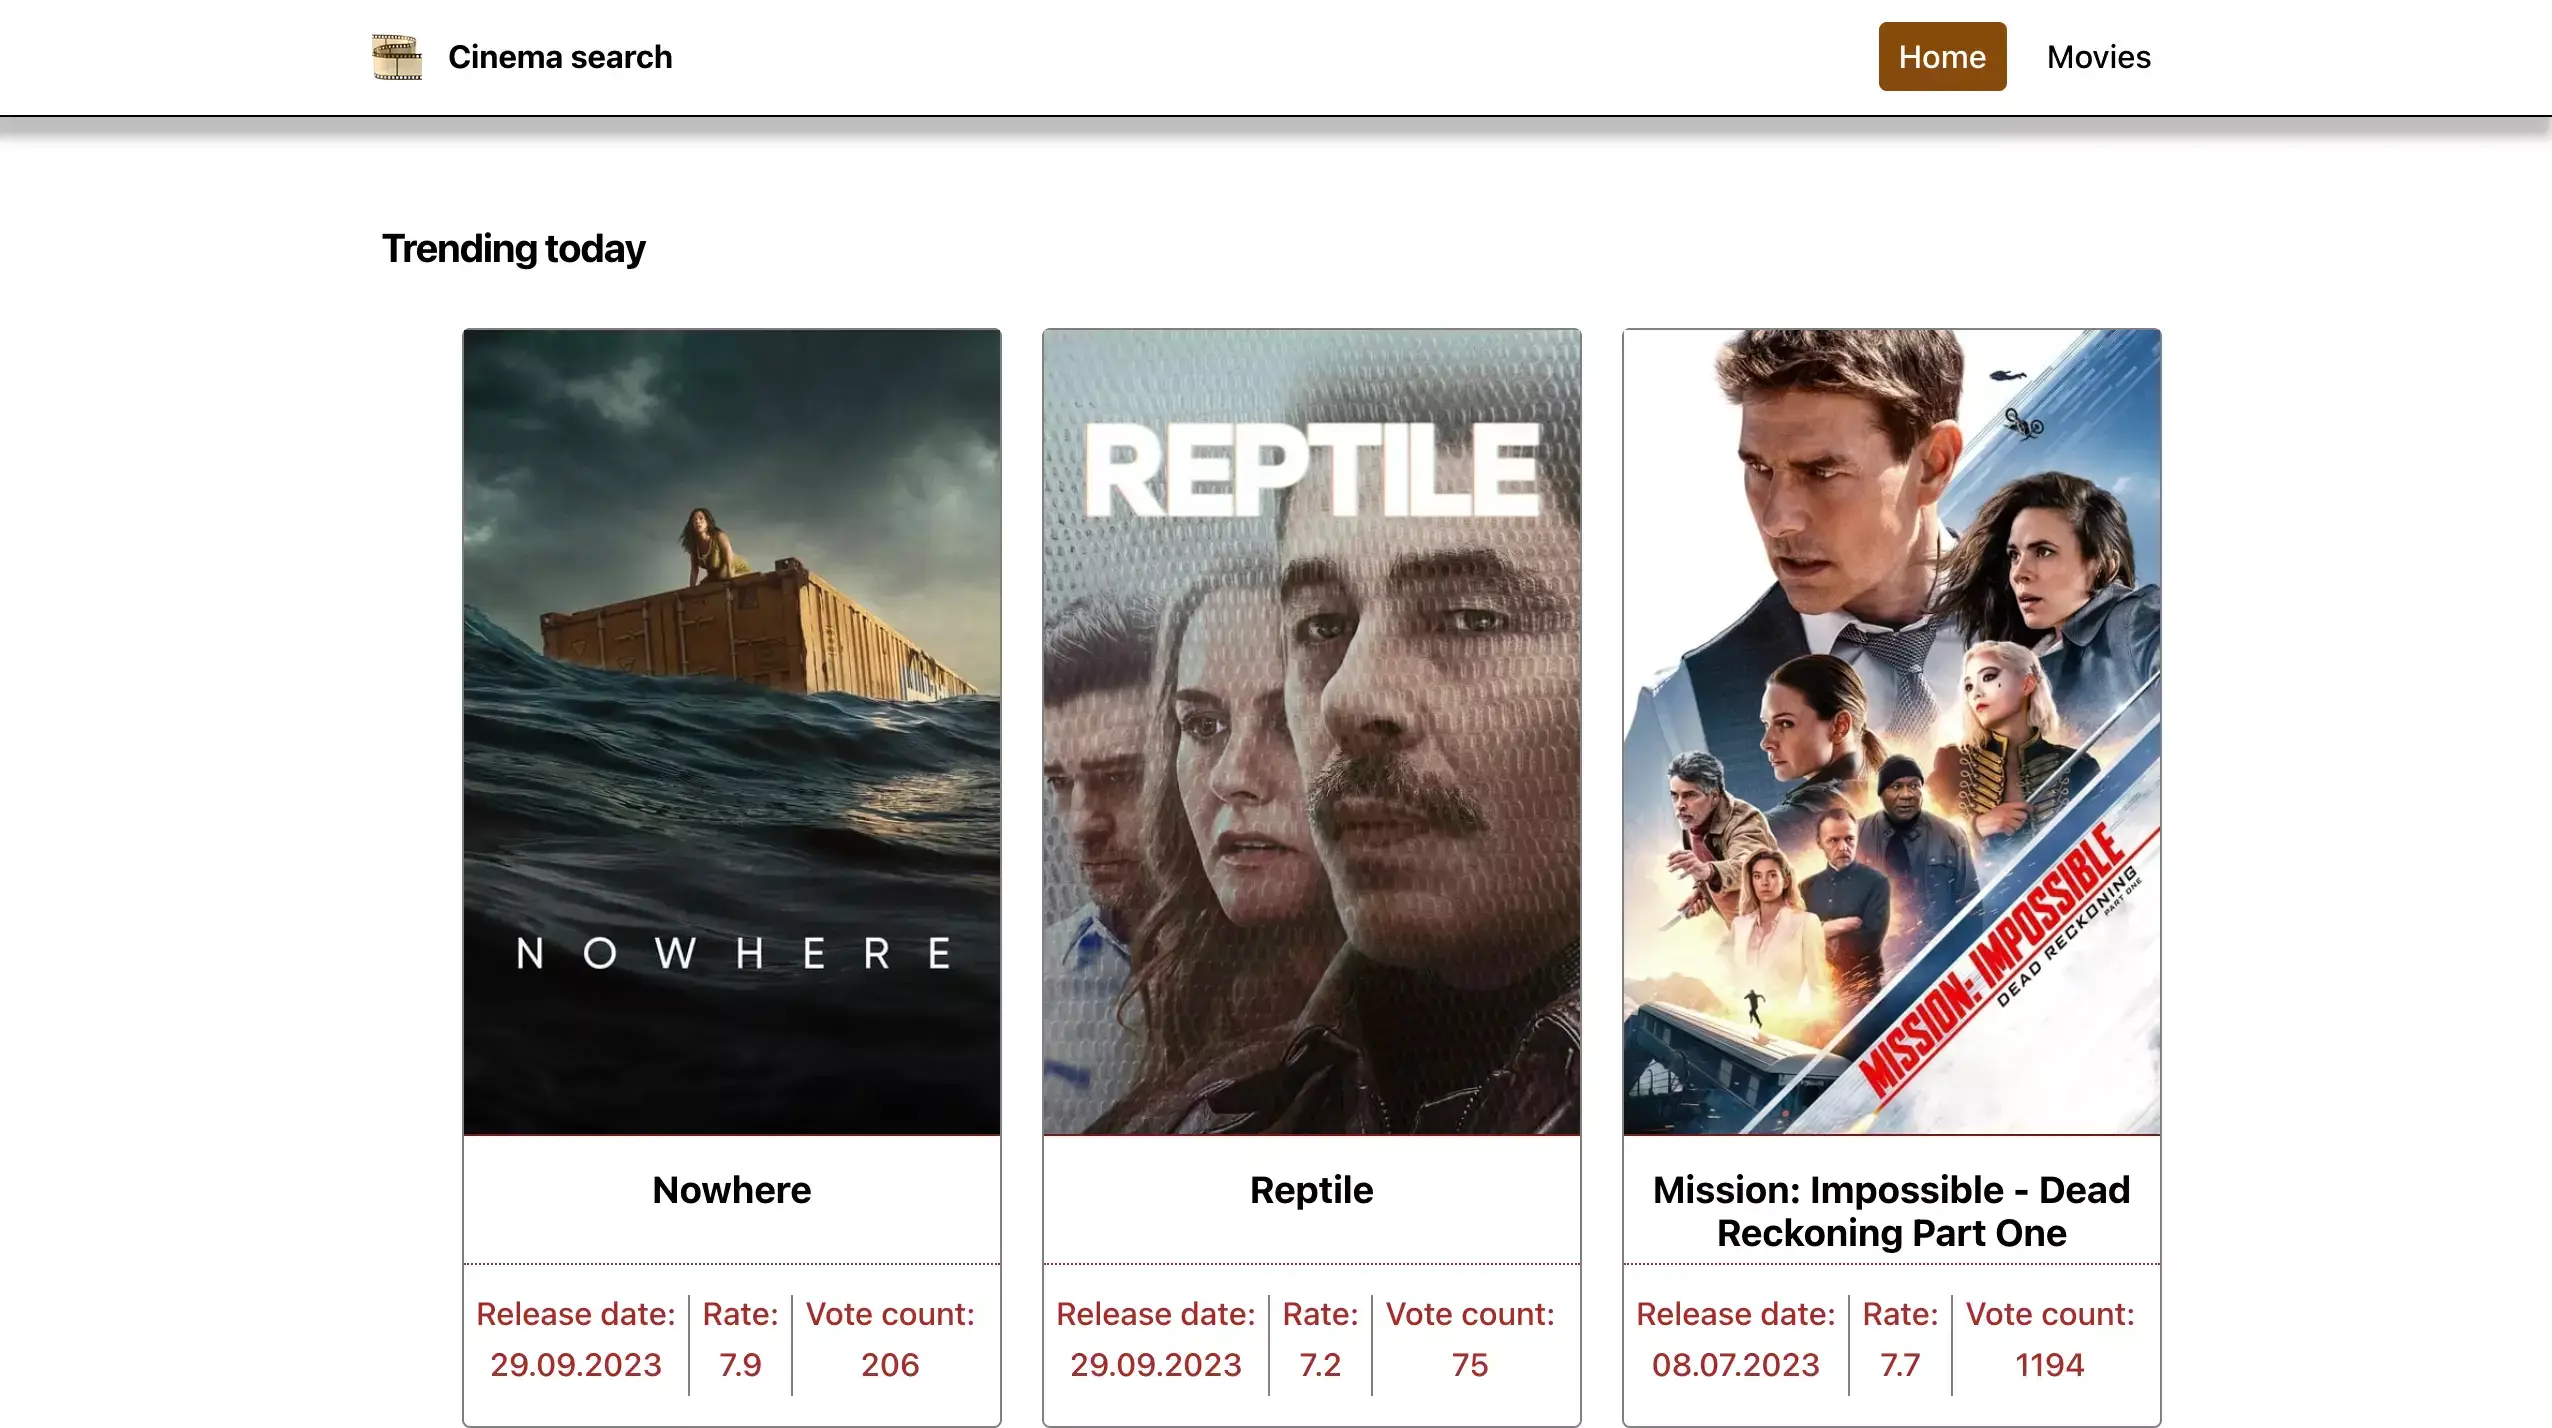 Cinema search
Home
Movies
Trending today
NOWHERE
REPTILE
MISSION: IMPOSSIBLE
DEAD RECKONING
PART ONE
Nowhere
Reptile
Mission: Impossible - Dead
Reckoning Part One
Release date:
29.09.2023
Rate:
7.9
Vote count:
206
Release date:
29.09.2023
Rate:
7.2
Vote count:
75
Release date:
08.07.2023
Rate:
7.7
Vote count:
1194